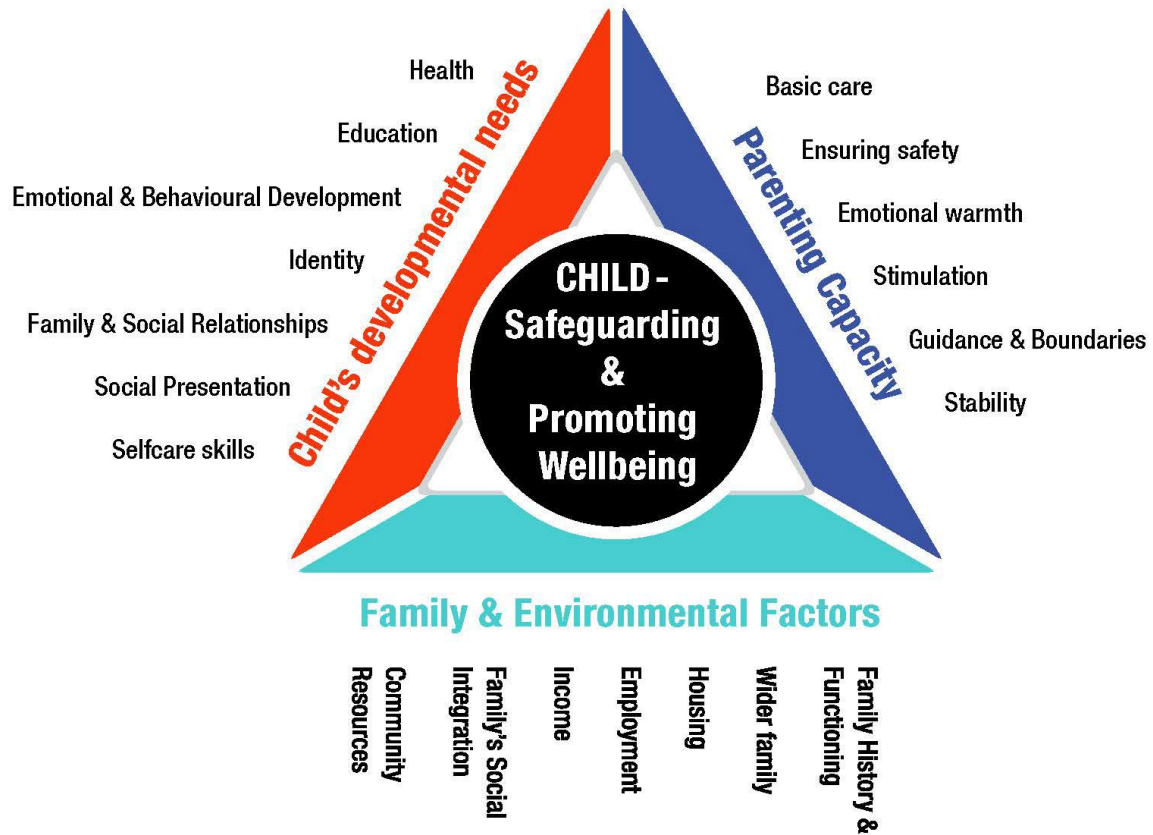 Health
Education
Emotional & Behavioural Development
Identity
Family & Social Relationships
Social Presentation
Selfcare skills
Child's developmental needs
CHILD -
Safeguarding
&
Promoting
Wellbeing
Parenting Capacity
Basic care
Ensuring safety
Emotional warmth
Stimulation
Guidance & Boundaries
Stability
Family & Environmental Factors
Community
Resources
Family's Social
Integration
Income
Employment
Housing
Wider family
Family History &
Functioning